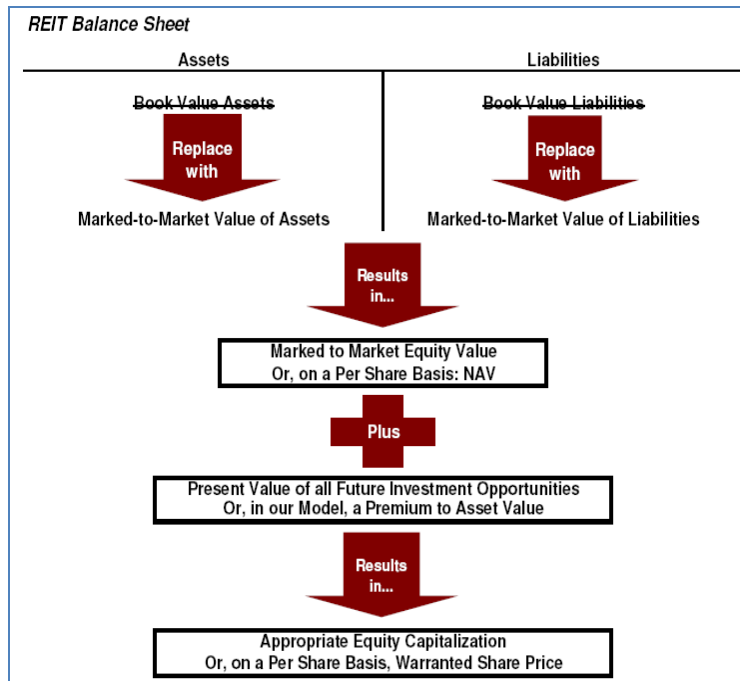 REIT Balance Sheet
Assets
Liabilities
Book Value Assets
Book Value Liabilities
Replace
with
Replace
with
Marked-to-Market Value of Assets
Marked-to-Market Value of Liabilities
Results
in...
Marked to Market Equity Value
Or, on a Per Share Basis: NAV
Plus
Present Value of all Future Investment Opportunities
Or, in our Model, a Premium to Asset Value
Results
in...
Appropriate Equity Capitalization
Or, on a Per Share Basis, Warranted Share Price